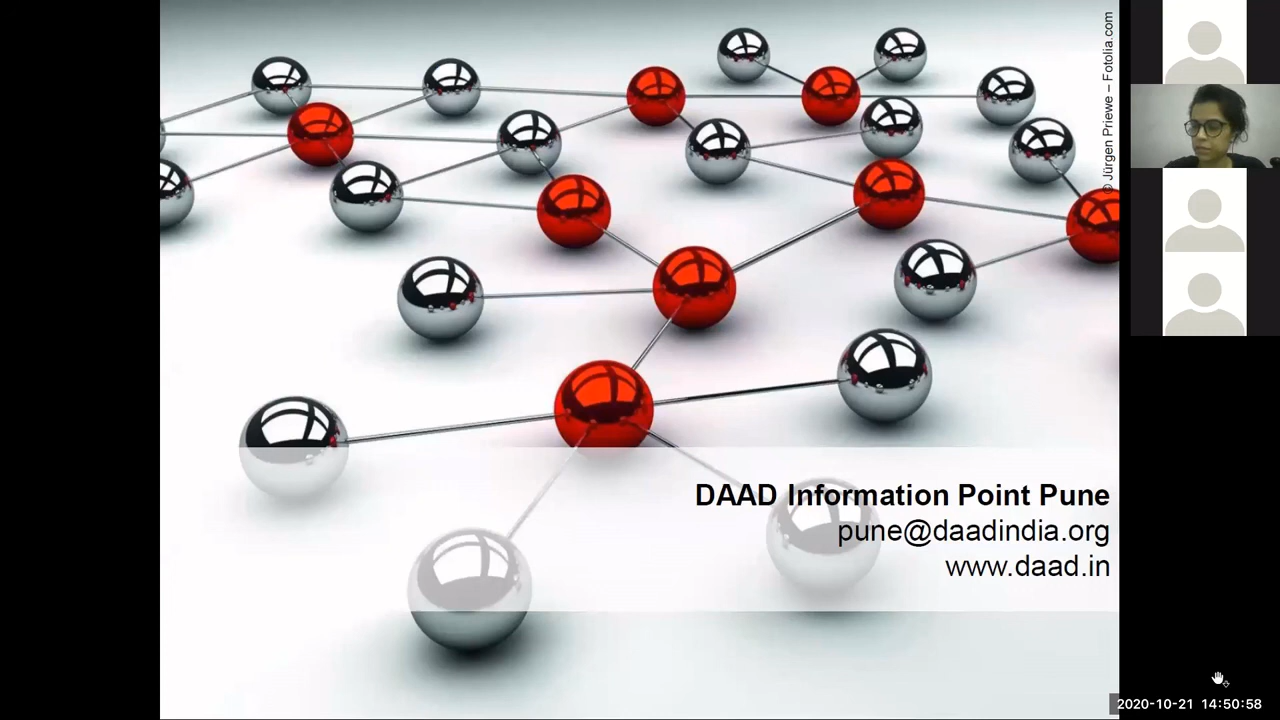 © Jürgen Priewe – Fotolia.com
DAAD Information Point Pune
pune@daadindia.org
www.daad.in
2020-10-21 14:50:58